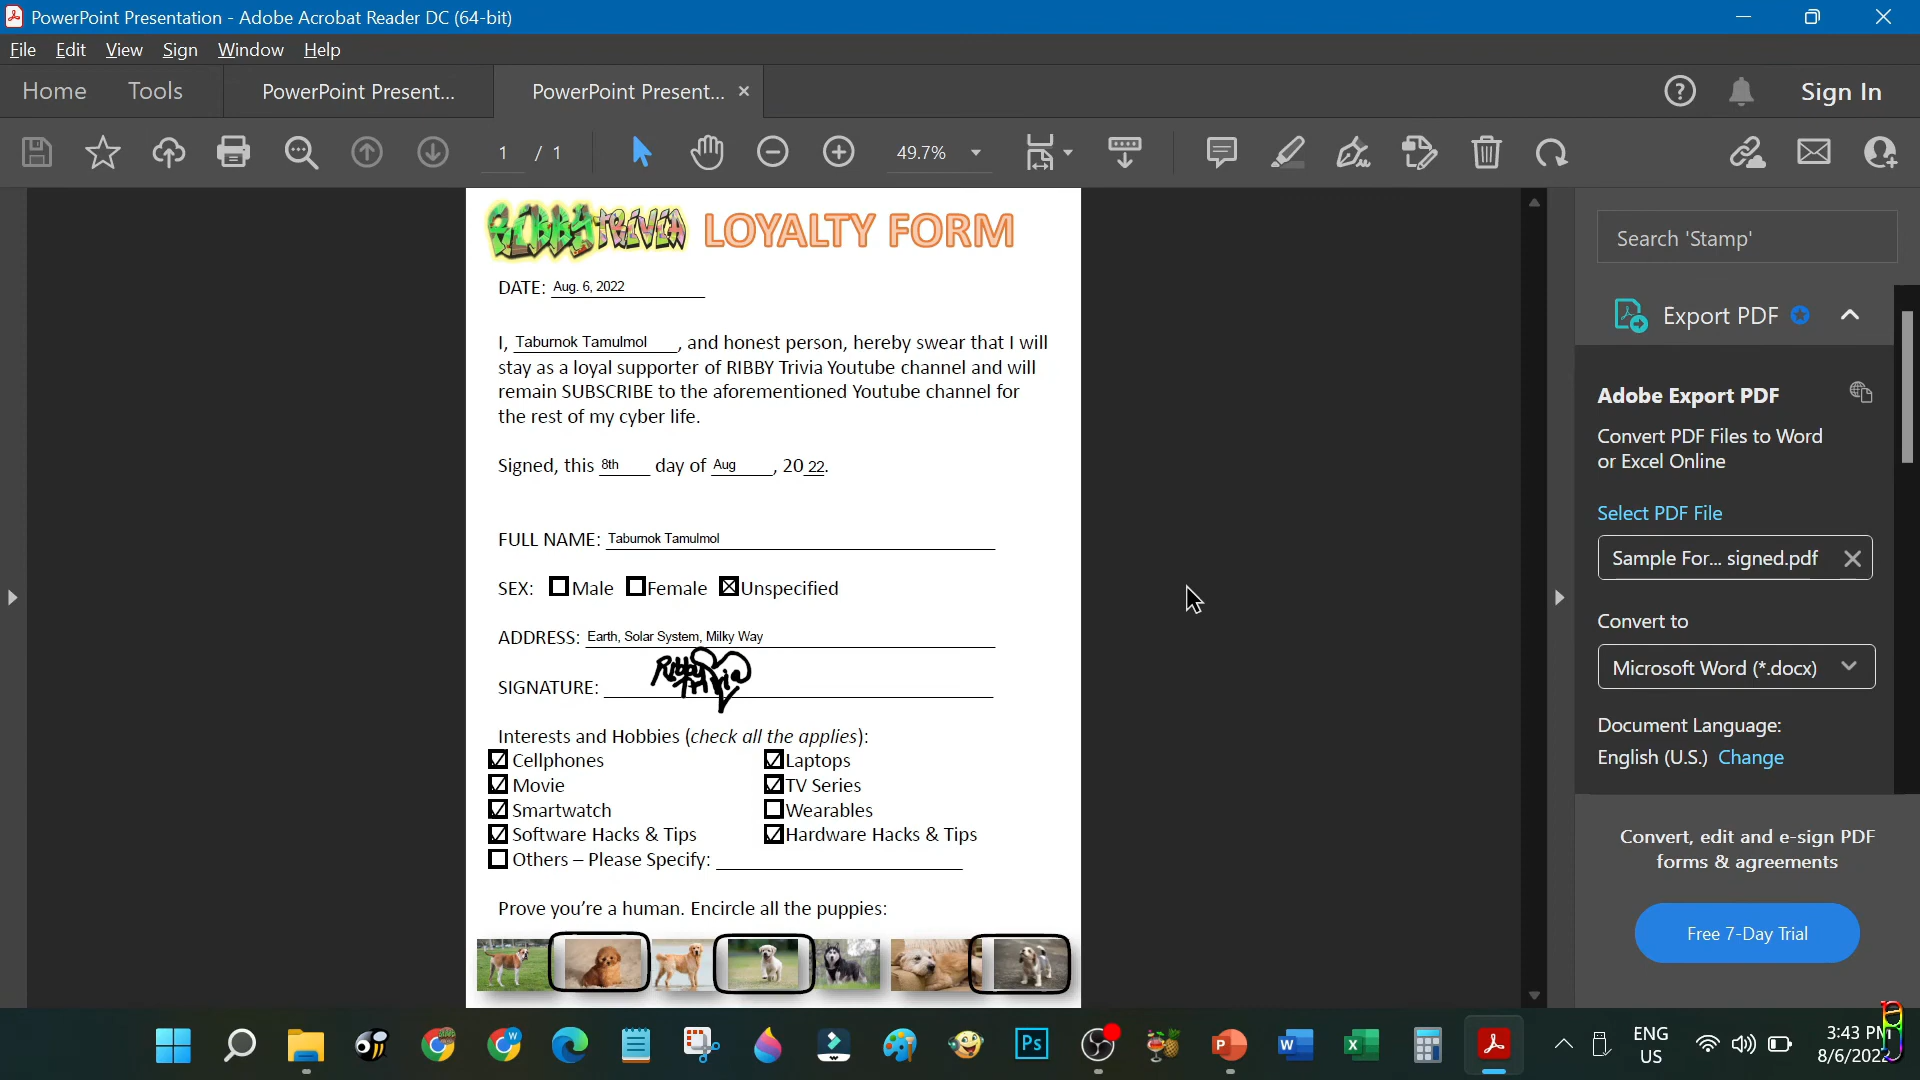 PowerPoint Presentation - Adobe Acrobat Reader DC (64-bit)
File Edit View Sign Window Help
Home Tools PowerPoint Present... PowerPoint Present... Sign In
1 / 1 49.7%
RIBBY TRIVIA LOYALTY FORM
DATE: Aug. 6, 2022
I, Taburnok Tamulmol, and honest person, hereby swear that I will
stay as a loyal supporter of RIBBY Trivia Youtube channel and will
remain SUBSCRIBE to the aforementioned Youtube channel for
the rest of my cyber life.
Signed, this 8th day of Aug, 20 22.
FULL NAME: Taburnok Tamulmol
SEX: Male Female Unspecified
ADDRESS: Earth, Solar System, Milky Way
SIGNATURE: Ribby Trivia
Interests and Hobbies (check all the applies):
Cellphones Laptops
Movie TV Series
Smartwatch Wearables
Software Hacks & Tips Hardware Hacks & Tips
Others – Please Specify:
Prove you're a human. Encircle all the puppies:
Search 'Stamp'
Export PDF
Adobe Export PDF
Convert PDF Files to Word
or Excel Online
Select PDF File
Sample For... signed.pdf
Convert to
Microsoft Word (*.docx)
Document Language:
English (U.S.) Change
Convert, edit and e-sign PDF
forms & agreements
Free 7-Day Trial
Ps
ENG
US
3:43 PM
8/6/2022